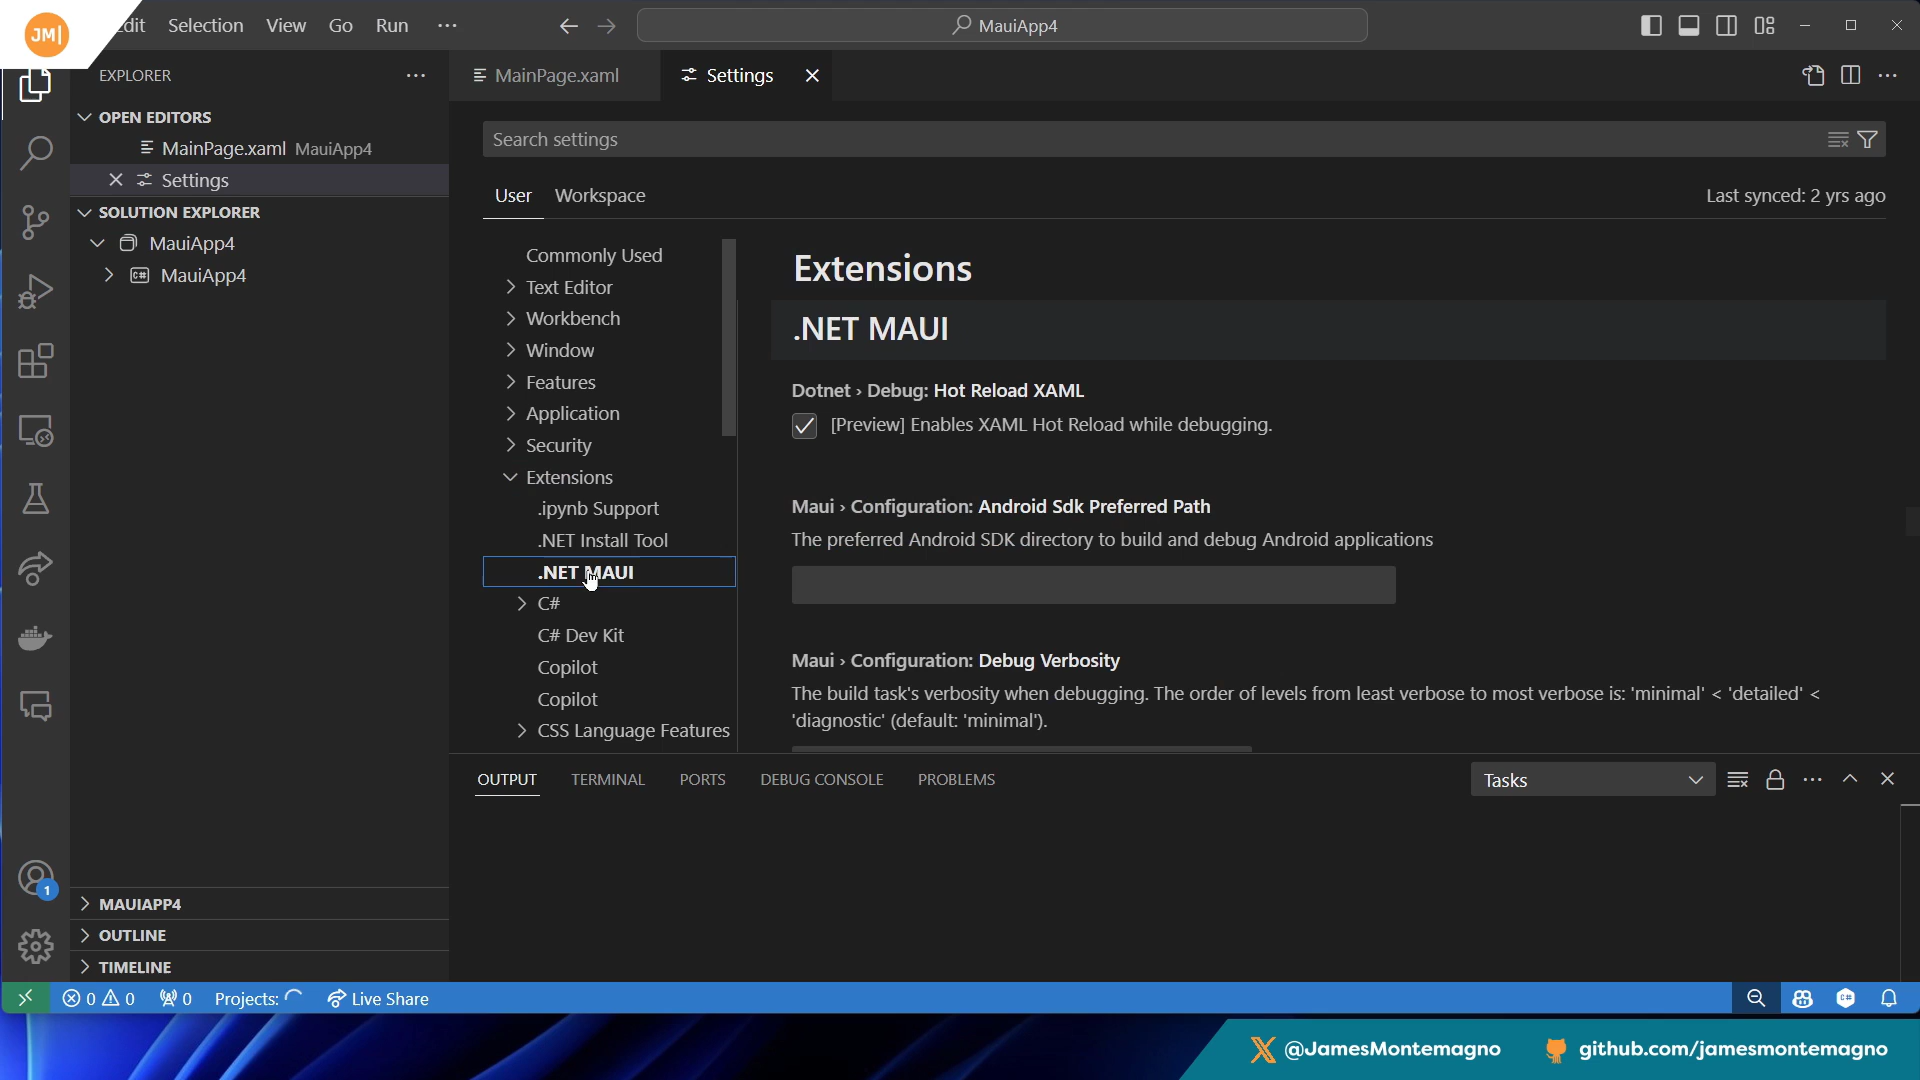 JM|
Selection View Go Run ...
MauiApp4
EXPLORER ...
MainPage.xaml
Settings
OPEN EDITORS
MainPage.xaml MauiApp4
Settings
SOLUTION EXPLORER
MauiApp4
C# MauiApp4
MAUIAPP4
OUTLINE
TIMELINE
1
Search settings
User Workspace
Last synced: 2 yrs ago
Commonly Used
Text Editor
Workbench
Window
Features
Application
Security
Extensions
.ipynb Support
.NET Install Tool
.NET MAUI
C#
C# Dev Kit
Copilot
Copilot
CSS Language Features
Extensions
.NET MAUI
Dotnet › Debug: Hot Reload XAML
[Preview] Enables XAML Hot Reload while debugging.
Maui › Configuration: Android Sdk Preferred Path
The preferred Android SDK directory to build and debug Android applications
Maui › Configuration: Debug Verbosity
The build task's verbosity when debugging. The order of levels from least verbose to most verbose is: 'minimal' < 'detailed' <
'diagnostic' (default: 'minimal').
OUTPUT TERMINAL PORTS DEBUG CONSOLE PROBLEMS
Tasks
0 0 0 Projects: Live Share
@JamesMontemagno
github.com/jamesmontemagno